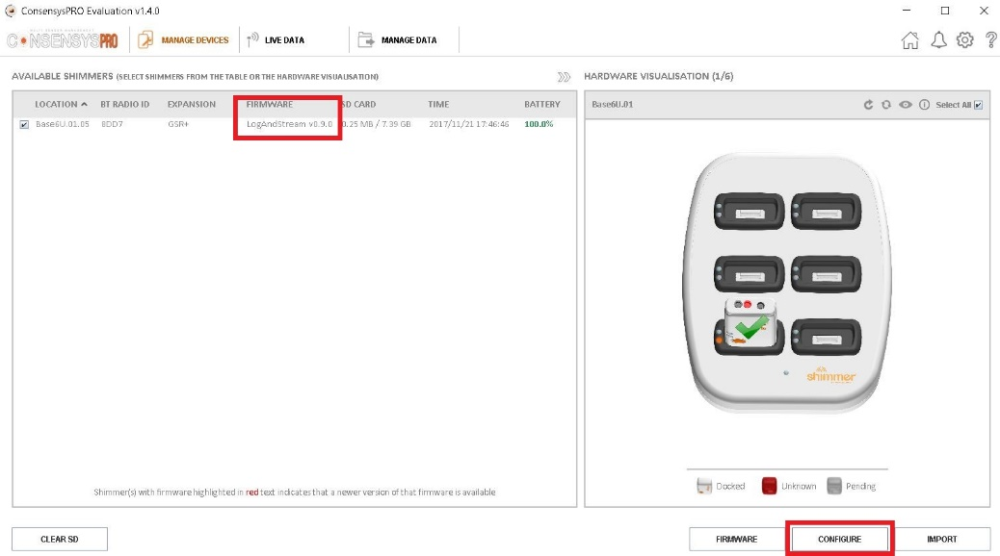 ConsensysPRO Evaluation v1.4.0
CONSENSYSPRO
MANAGE DEVICES
LIVE DATA
MANAGE DATA
AVAILABLE SHIMMERS (SELECT SHIMMERS FROM THE TABLE OR THE HARDWARE VISUALISATION)
LOCATION BT RADIO ID EXPANSION FIRMWARE SD CARD TIME BATTERY
Base6U.01.05 8DD7 GSR+ LogAndStream v0.9.0 0.25 MB / 7.39 GB 2017/11/21 17:46:46 100.0%
Shimmer(s) with firmware highlighted in red text indicates that a newer version of that firmware is available
CLEAR SD
HARDWARE VISUALISATION (1/6)
Base6U.01
Select All
shimmer
Docked Unknown Pending
FIRMWARE CONFIGURE IMPORT